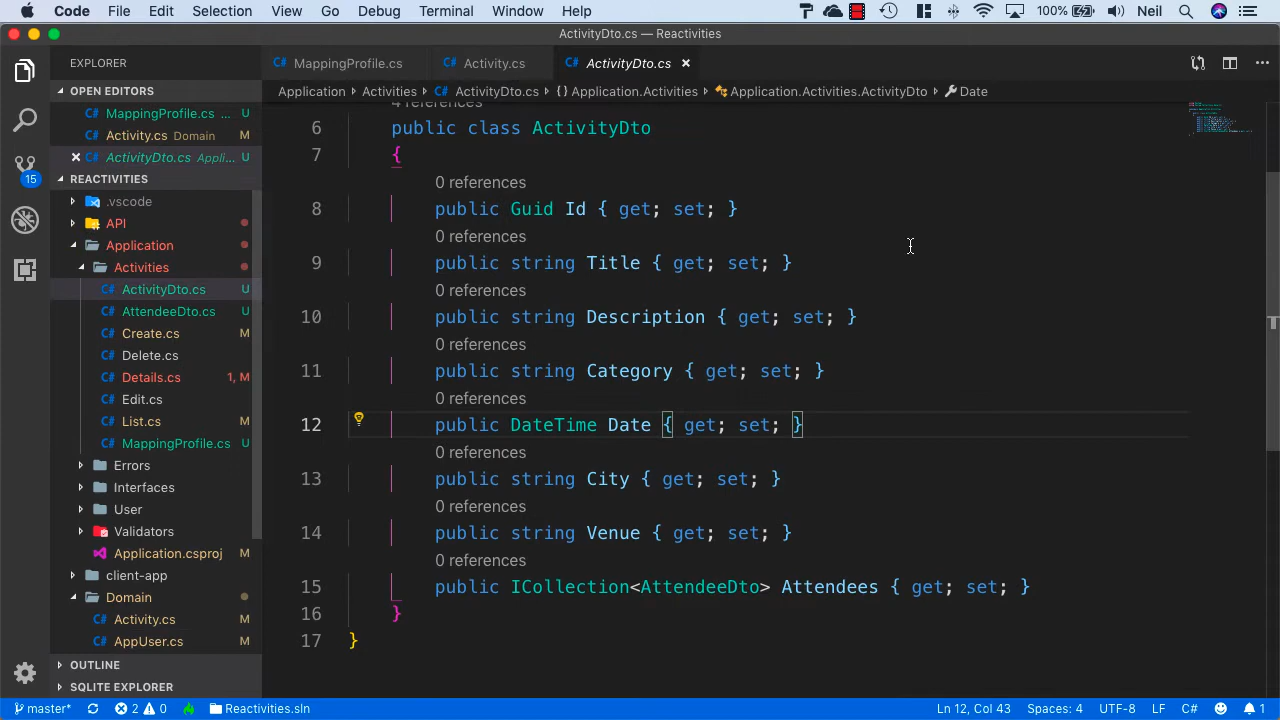 Code File Edit Selection View Go Debug Terminal Window Help 100% Neil
ActivityDto.cs — Reactivities
EXPLORER
MappingProfile.cs Activity.cs ActivityDto.cs
OPEN EDITORS
Application › Activities › ActivityDto.cs › {} Application.Activities › Application.Activities.ActivityDto › Date
MappingProfile.cs U
Activity.cs Domain M
ActivityDto.cs Appli... U
REACTIVITIES
.vscode
API
Application
Activities
ActivityDto.cs U
AttendeeDto.cs U
Create.cs M
Delete.cs
Details.cs 1, M
Edit.cs
List.cs M
MappingProfile.cs U
Errors
Interfaces
User
Validators
Application.csproj M
client-app
Domain
Activity.cs M
AppUser.cs M
OUTLINE
SQLITE EXPLORER
15
4 references
6 public class ActivityDto
7 {
0 references
8 public Guid Id { get; set; }
0 references
9 public string Title { get; set; }
0 references
10 public string Description { get; set; }
0 references
11 public string Category { get; set; }
0 references
12 public DateTime Date { get; set; }
0 references
13 public string City { get; set; }
0 references
14 public string Venue { get; set; }
0 references
15 public ICollection<AttendeeDto> Attendees { get; set; }
16 }
17 }
master* 2 0 Reactivities.sln Ln 12, Col 43 Spaces: 4 UTF-8 LF C# 1